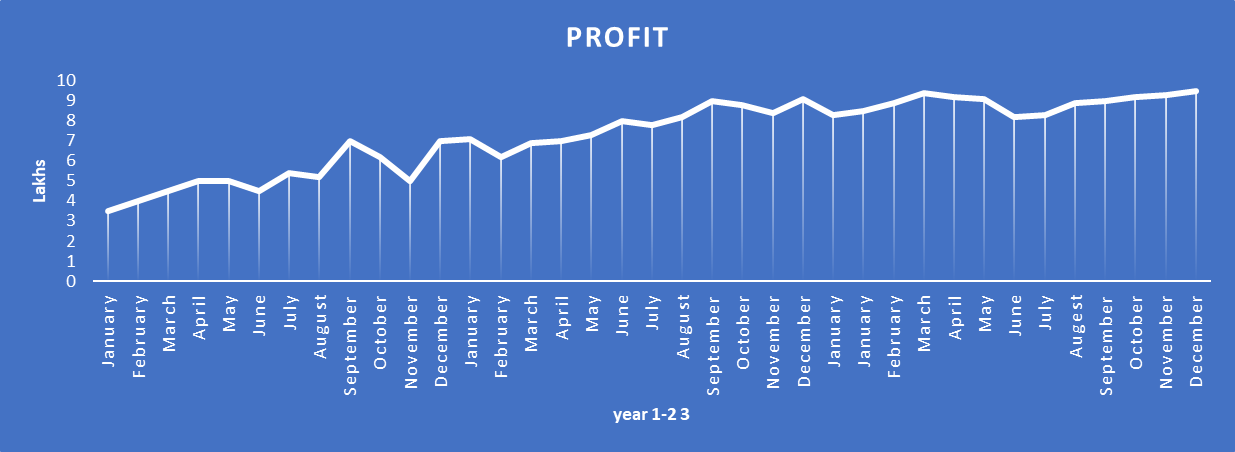 PROFIT
10
9
8
7
6
5
4
3
2
1
0
Lakhs
January
February
March
April
May
June
July
August
September
October
November
December
January
February
March
April
May
June
July
August
September
October
November
December
January
January
February
March
April
May
June
July
Augest
September
October
November
December
year 1-2 3